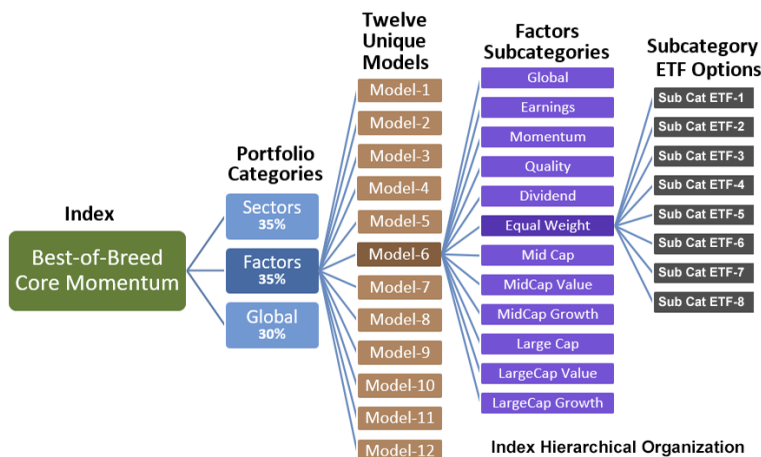 Index
Best-of-Breed
Core Momentum
Portfolio
Categories
Sectors
35%
Factors
35%
Global
30%
Twelve
Unique
Models
Model-1
Model-2
Model-3
Model-4
Model-5
Model-6
Model-7
Model-8
Model-9
Model-10
Model-11
Model-12
Factors
Subcategories
Global
Earnings
Momentum
Quality
Dividend
Equal Weight
Mid Cap
MidCap Value
MidCap Growth
Large Cap
LargeCap Value
LargeCap Growth
Subcategory
ETF Options
Sub Cat ETF-1
Sub Cat ETF-2
Sub Cat ETF-3
Sub Cat ETF-4
Sub Cat ETF-5
Sub Cat ETF-6
Sub Cat ETF-7
Sub Cat ETF-8
Index Hierarchical Organization